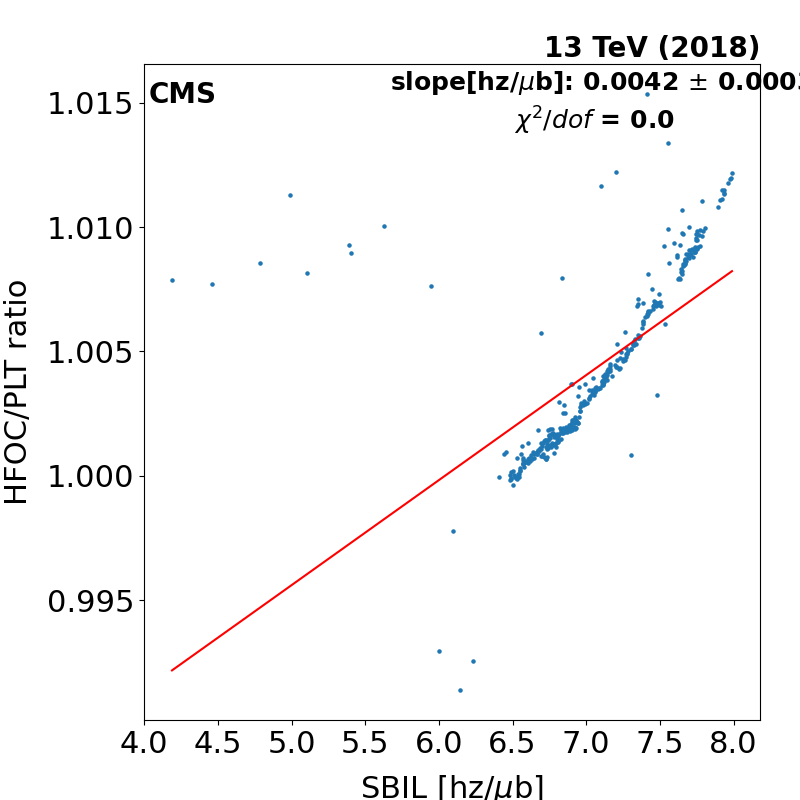 13 TeV (2018)
CMS
slope[hz/μb]: 0.0042 ± 0.0003
χ²/dof = 0.0
1.015
1.010
1.005
1.000
0.995
HFOC/PLT ratio
4.0 4.5 5.0 5.5 6.0 6.5 7.0 7.5 8.0
SBIL [hz/μb]